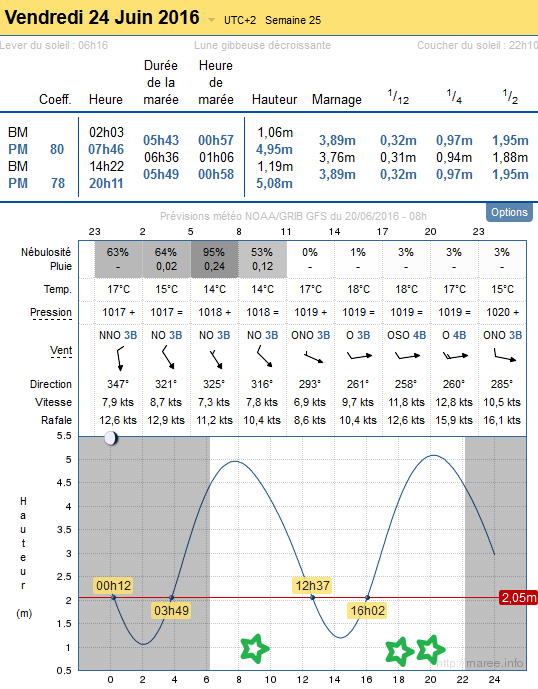 Vendredi 24 Juin 2016 UTC+2 Semaine 25
Lever du soleil : 06h16 Lune gibbeuse décroissante Coucher du soleil : 22h10
Coeff. Heure Durée de la marée Heure de marée Hauteur Marnage 1/12 1/4 1/2
BM 02h03 1,06m
05h43 00h57 3,89m 0,32m 0,97m 1,95m
PM 80 07h46 4,95m
06h36 01h06 3,76m 0,31m 0,94m 1,88m
BM 14h22 1,19m
05h49 00h58 3,89m 0,32m 0,97m 1,95m
PM 78 20h11 5,08m
Prévisions météo NOAA/GRIB GFS du 20/06/2016 - 08h
Options
23 2 5 8 11 14 17 20 23
Nébulosité 63% 64% 95% 53% 0% 1% 3% 3% 3%
Pluie - 0,02 0,24 0,12 - - - - -
Temp. 17°C 15°C 14°C 14°C 17°C 18°C 18°C 17°C 15°C
Pression 1017 + 1017 = 1018 + 1018 = 1019 + 1019 = 1019 = 1019 = 1020 +
NNO 3B NO 3B NO 3B NO 3B ONO 3B O 3B OSO 4B O 4B ONO 3B
Vent
Direction 347° 321° 325° 316° 293° 261° 258° 260° 285°
Vitesse 7,9 kts 8,7 kts 7,3 kts 7,8 kts 6,9 kts 9,7 kts 11,8 kts 12,8 kts 10,5 kts
Rafale 12,6 kts 12,9 kts 11,2 kts 10,4 kts 8,6 kts 10,4 kts 12,6 kts 15,9 kts 16,1 kts
5.5
5
4.5
4
3.5
3
2.5
2
1.5
1
0.5
Hauteur
(m)
00h12 12h37
2,05m
03h49 16h02
http://maree.info
0 2 4 6 8 10 12 14 16 18 20 22 24